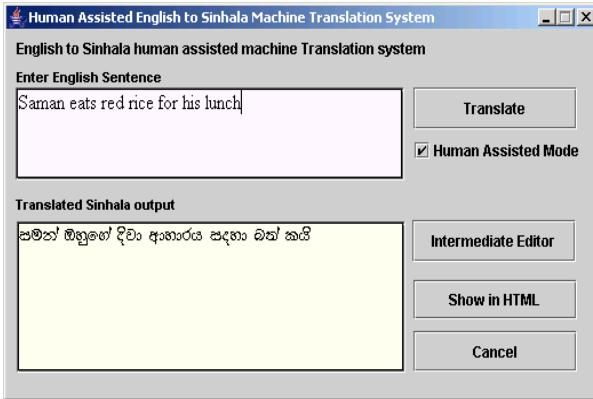 Human Assisted English to Sinhala Machine Translation System
English to Sinhala human assisted machine Translation system
Enter English Sentence
Saman eats red rice for his lunch
Translate
Human Assisted Mode
Translated Sinhala output
සමන් ඔහුගේ දිවා ආහාරය සදහා බත් කයි
Intermediate Editor
Show in HTML
Cancel